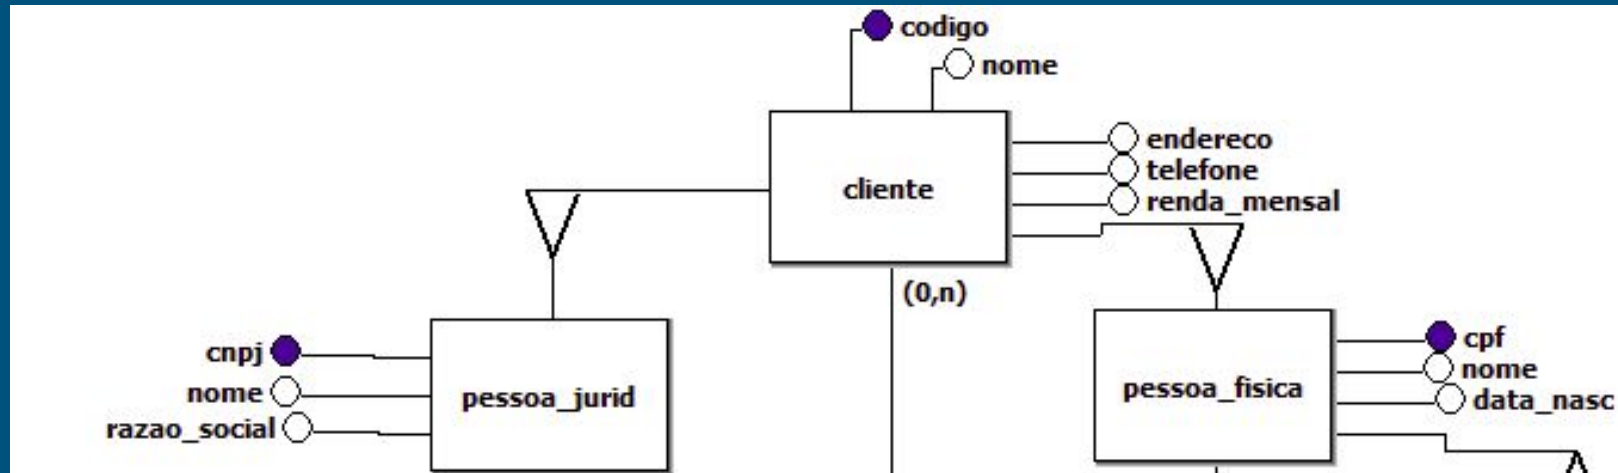 codigo
nome
endereco
telefone
cliente
renda_mensal
(0,n)
cnpj
cpf
nome
nome
pessoa_jurid
pessoa_fisica
data_nasc
razao_social